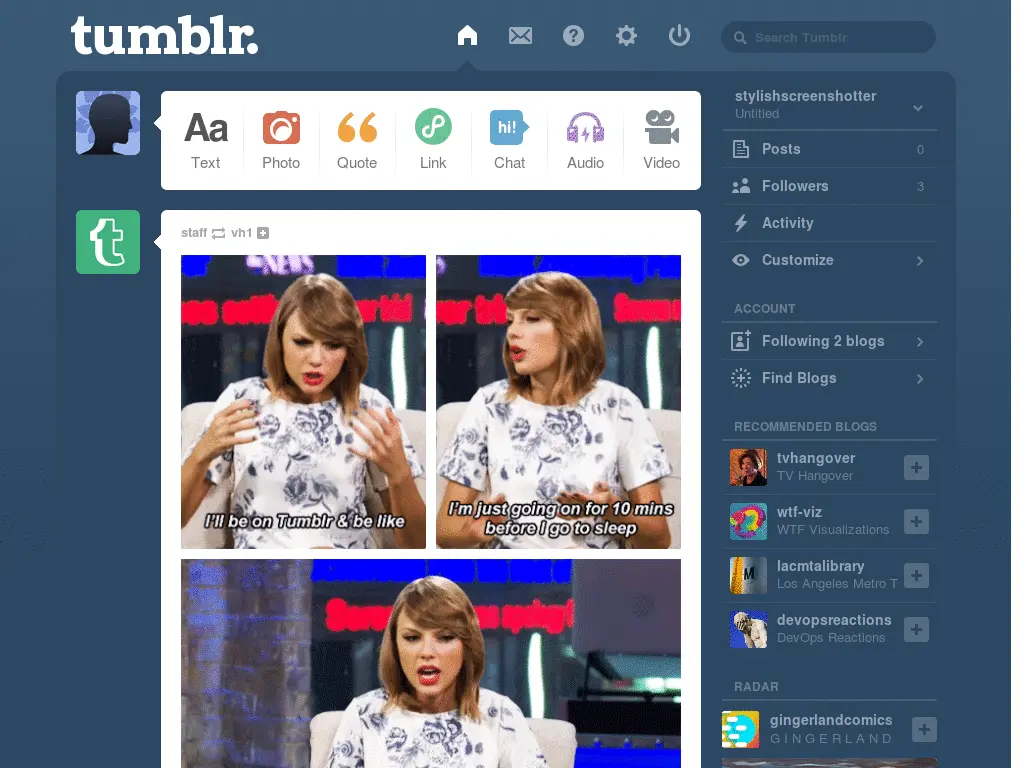 tumblr.
Search Tumblr
Aa
Text
Photo
Quote
Link
hi!
Chat
Audio
Video
stylishscreenshotter
Untitled
Posts 0
Followers 3
Activity
Customize
ACCOUNT
Following 2 blogs
Find Blogs
RECOMMENDED BLOGS
tvhangover
TV Hangover
wtf-viz
WTF Visualizations
M
lacmtalibrary
Los Angeles Metro T
devopsreactions
DevOps Reactions
RADAR
gingerlandcomics
GINGERLAND
t
staff vh1
NEWS
I'll be on Tumblr & be like
I'm just going on for 10 mins
before I go to sleep